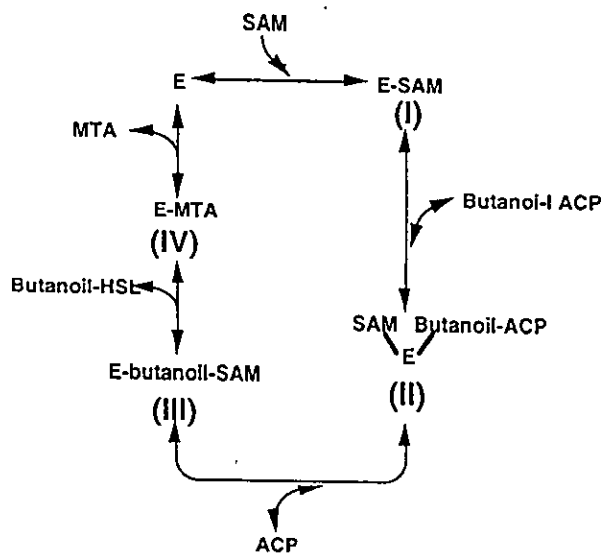 SAM
E
E-SAM
(I)
MTA
E-MTA
(IV)
Butanoi-l ACP
Butanoil-HSL
SAM Butanoil-ACP
E
(II)
E-butanoil-SAM
(III)
ACP